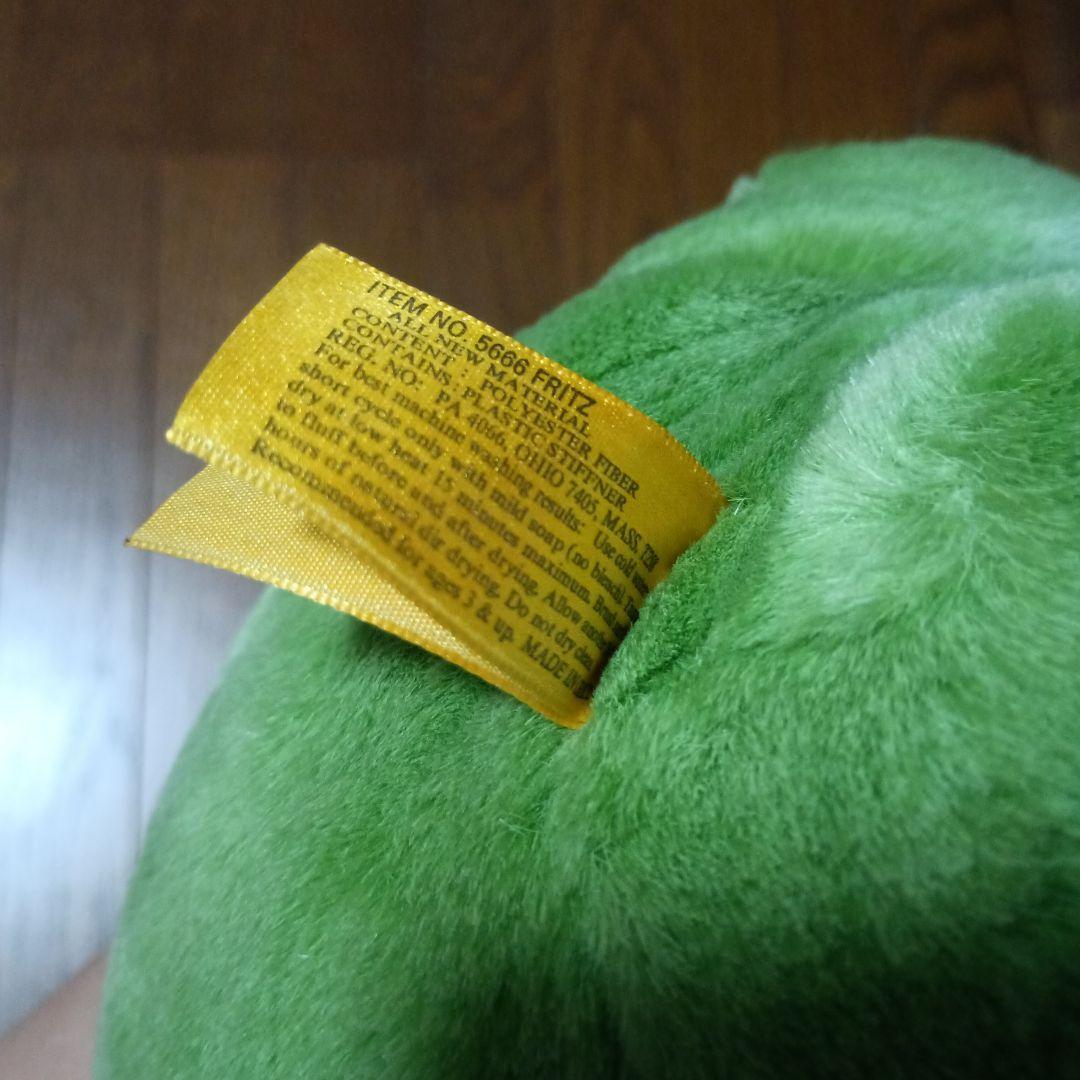 ITEM NO. 5666 FRITZ
ALL NEW MATERIAL
CONTENT : POLYESTER FIBER
CONTAINS : PLASTIC STIFFNER
REG. NO: PA. 4066, OHIO 7405, MASS.
For best machine washing results: Use cold
short cycle only with mild soap (no bleach).
dry at low heat 15 minutes maximum.
to fluff before and after drying. Allow
hours of natural air drying. Do not dry
Recommended for ages 3 & up. MADE IN